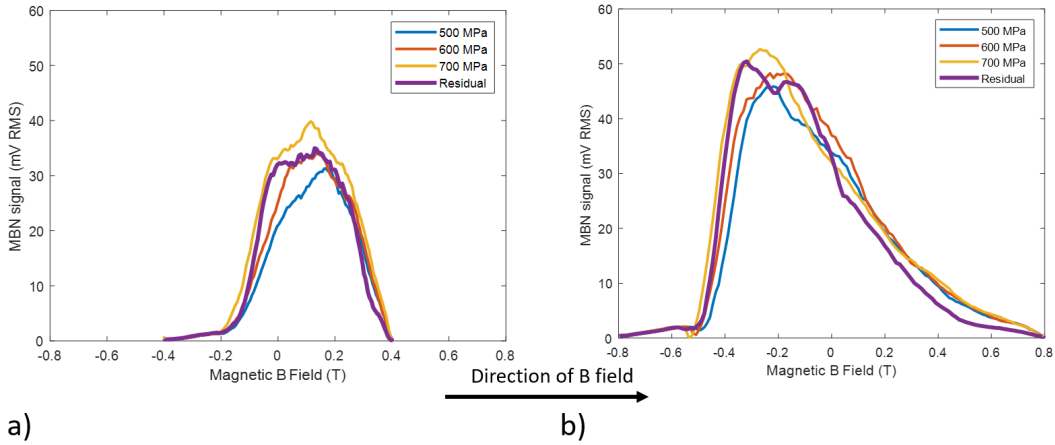 60
50
40
30
20
10
0
MBN signal (mV RMS)
500 MPa
600 MPa
700 MPa
Residual
-0.8 -0.6 -0.4 -0.2 0 0.2 0.4 0.6 0.8
Magnetic B Field (T)
a)
60
50
40
30
20
10
0
MBN signal (mV RMS)
500 MPa
600 MPa
700 MPa
Residual
-0.8 -0.6 -0.4 -0.2 0 0.2 0.4 0.6 0.8
Magnetic B Field (T)
b)
Direction of B field